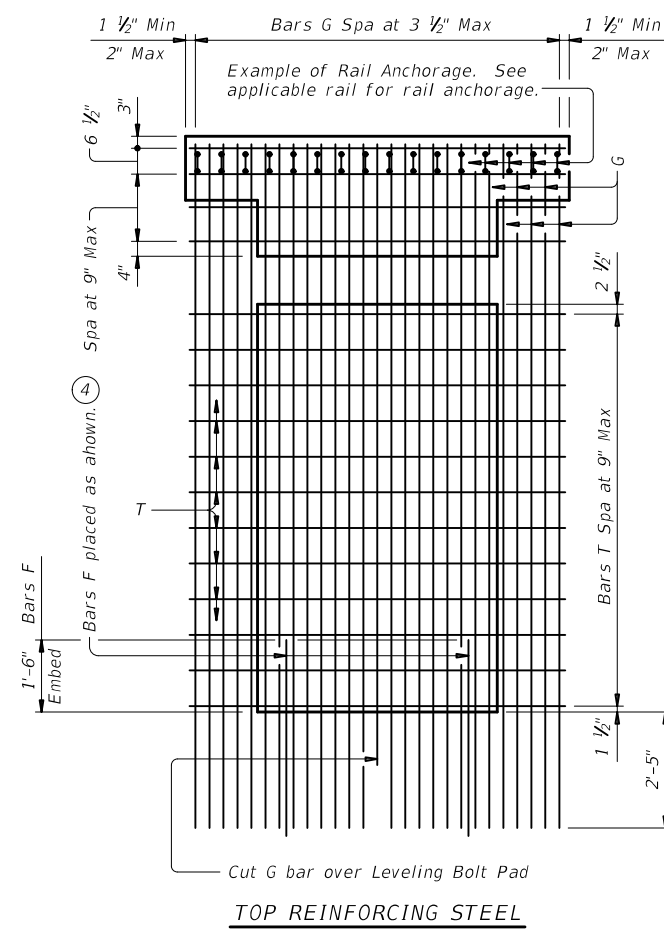 1 ½" Min
2" Max
Bars G Spa at 3 ½" Max
1 ½" Min
2" Max
Example of Rail Anchorage. See
applicable rail for rail anchorage.
3"
6 ½"
Spa at 9" Max
4"
G
2 ½"
Bars T Spa at 9" Max
1 ½"
2'-5"
4
Bars F placed as ahown.
T
Bars F
1'-6"
Embed
Cut G bar over Leveling Bolt Pad
TOP REINFORCING STEEL